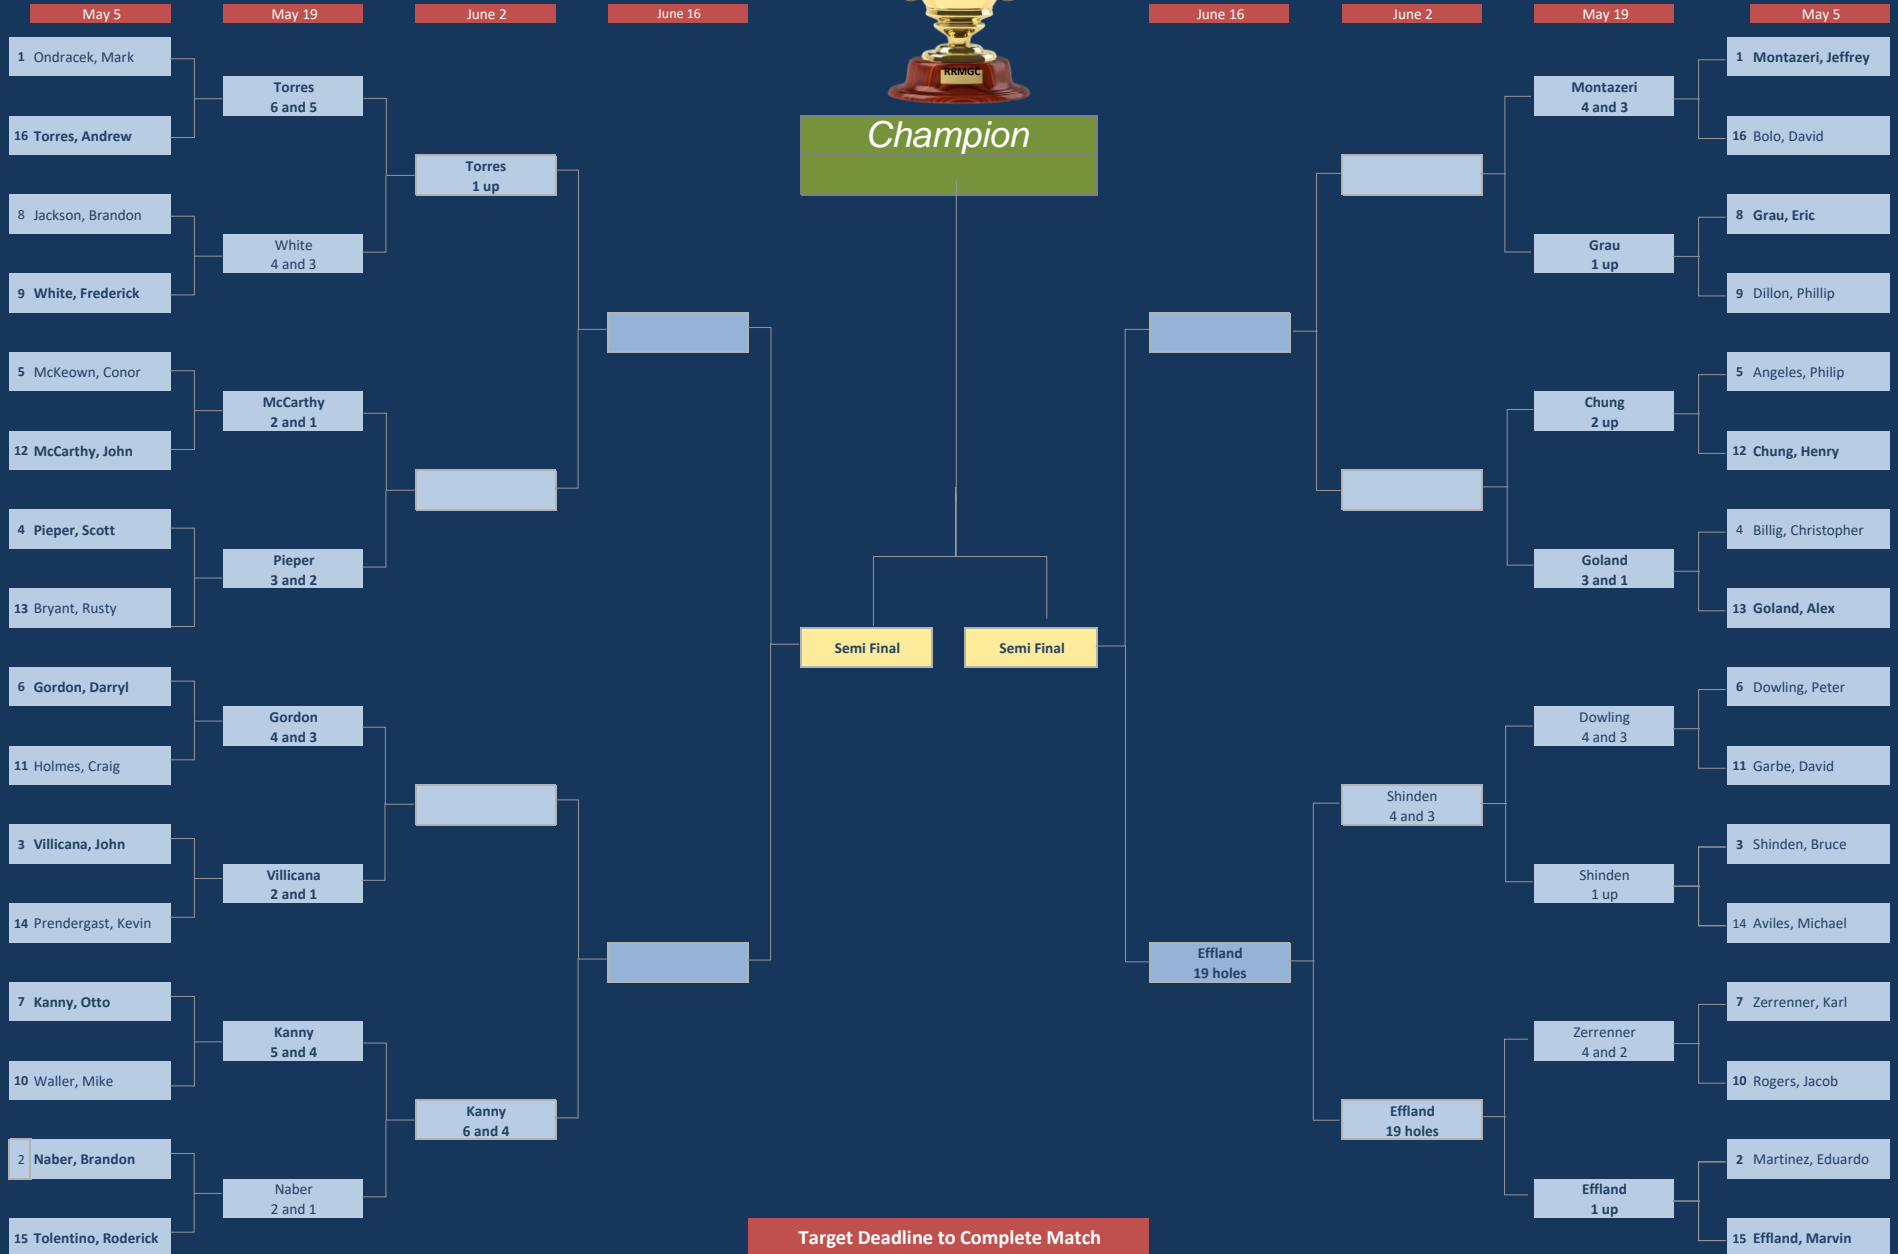 May 5
May 19
June 2
June 16
June 16
June 2
May 19
May 5
RRMGC
Champion
1 Ondracek, Mark
16 Torres, Andrew
8 Jackson, Brandon
9 White, Frederick
5 McKeown, Conor
12 McCarthy, John
4 Pieper, Scott
13 Bryant, Rusty
6 Gordon, Darryl
11 Holmes, Craig
3 Villicana, John
14 Prendergast, Kevin
7 Kanny, Otto
10 Waller, Mike
2 Naber, Brandon
15 Tolentino, Roderick
Torres
6 and 5
White
4 and 3
McCarthy
2 and 1
Pieper
3 and 2
Gordon
4 and 3
Villicana
2 and 1
Kanny
5 and 4
Naber
2 and 1
Torres
1 up
Kanny
6 and 4
Semi Final
Semi Final
Effland
19 holes
Shinden
4 and 3
Effland
19 holes
Montazeri
4 and 3
Grau
1 up
Chung
2 up
Goland
3 and 1
Dowling
4 and 3
Shinden
1 up
Zerrenner
4 and 2
Effland
1 up
1 Montazeri, Jeffrey
16 Bolo, David
8 Grau, Eric
9 Dillon, Phillip
5 Angeles, Philip
12 Chung, Henry
4 Billig, Christopher
13 Goland, Alex
6 Dowling, Peter
11 Garbe, David
3 Shinden, Bruce
14 Aviles, Michael
7 Zerrenner, Karl
10 Rogers, Jacob
2 Martinez, Eduardo
15 Effland, Marvin
Target Deadline to Complete Match